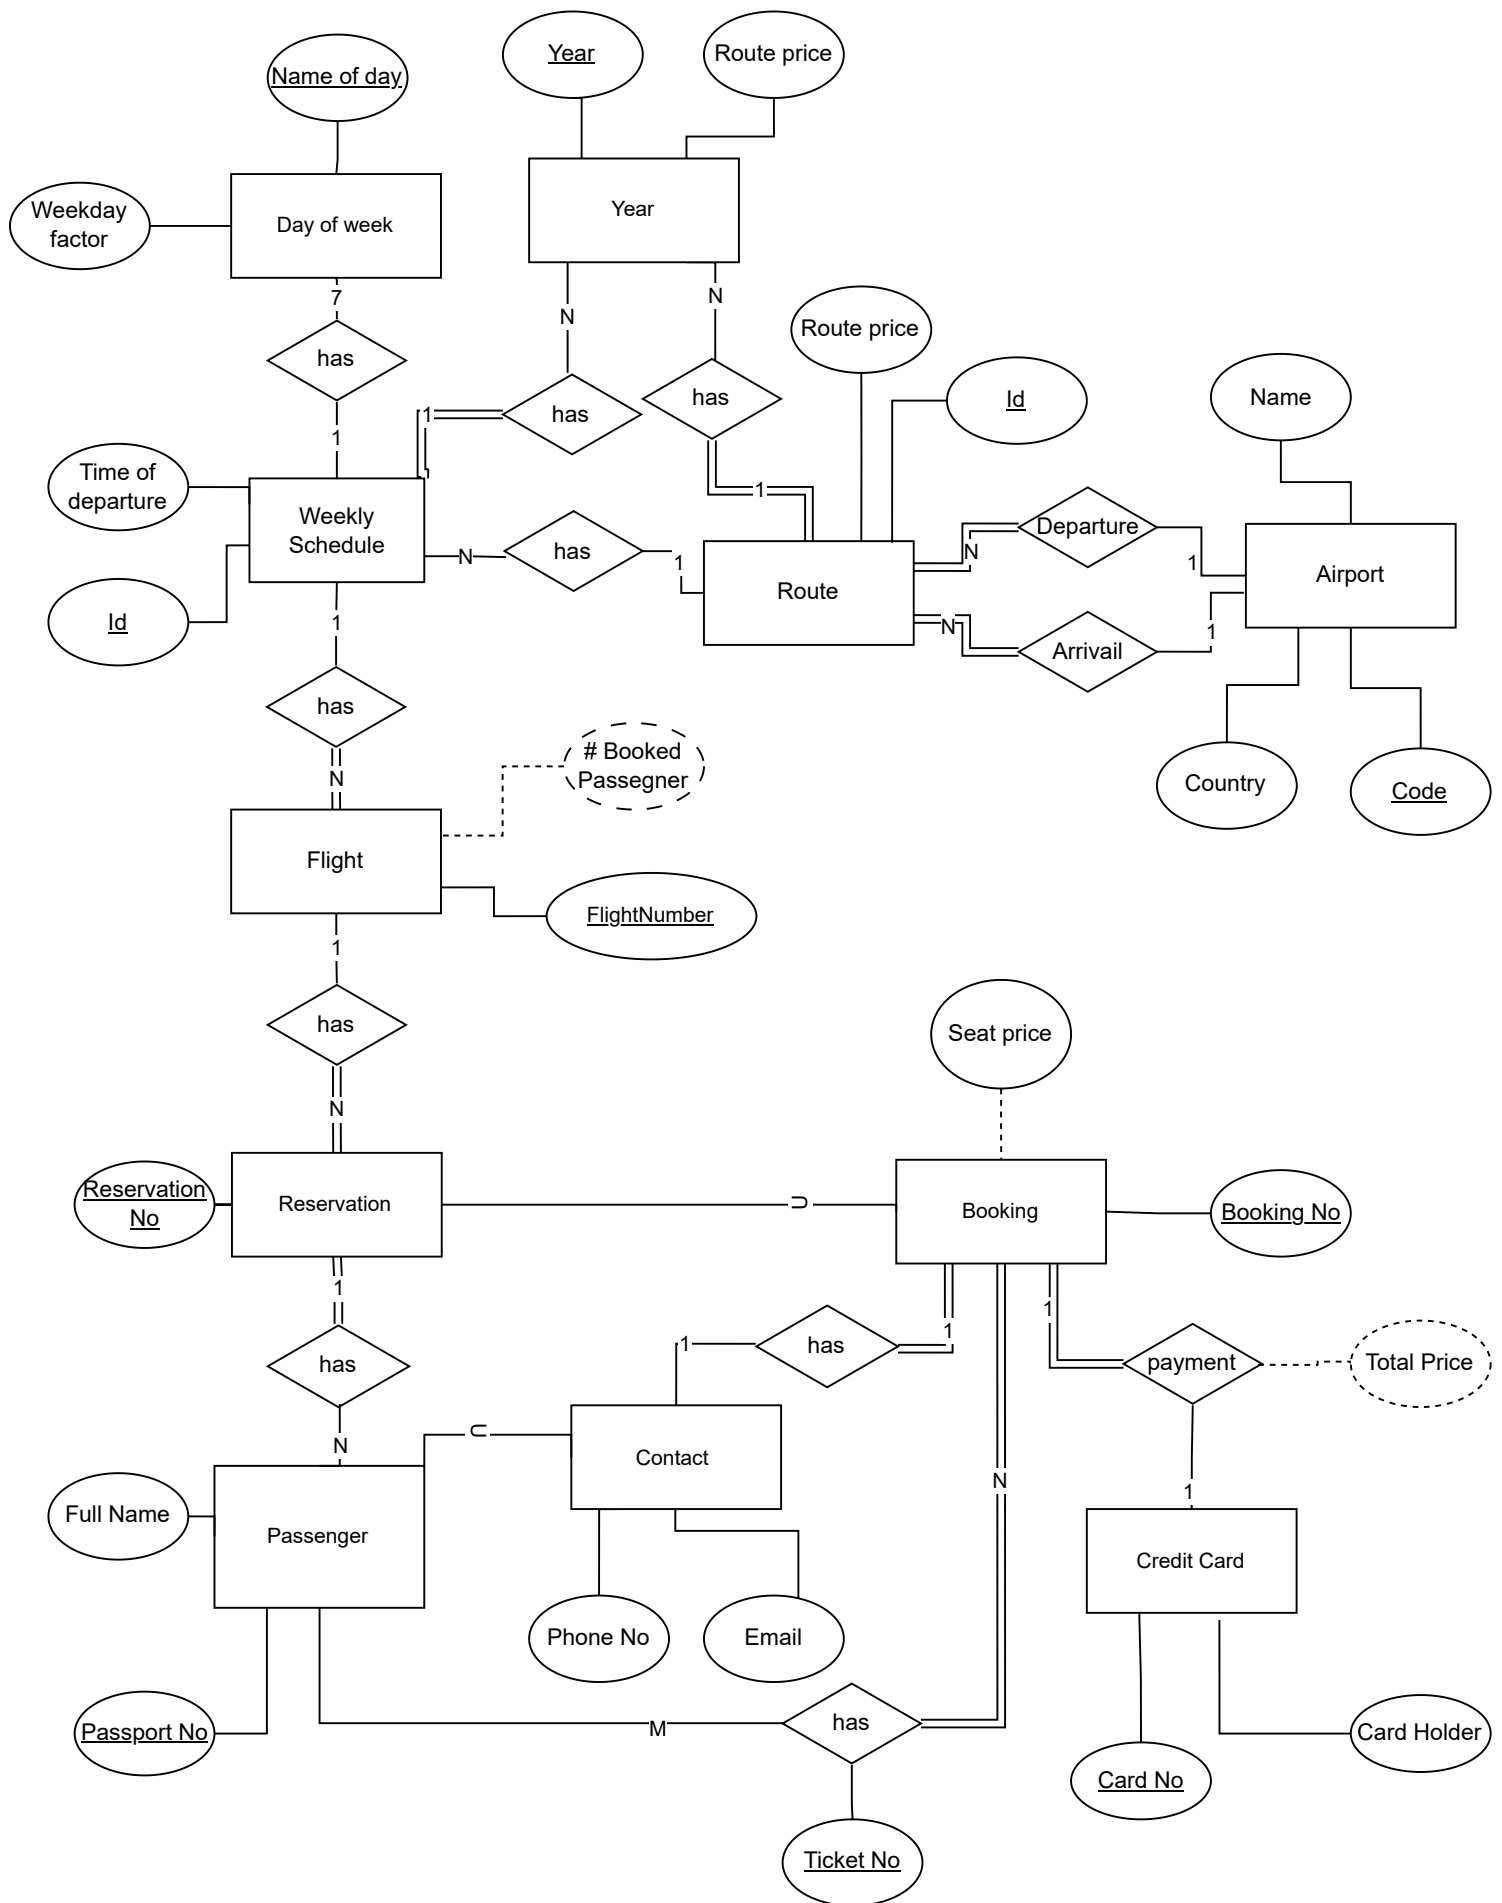 Year
Route price
Name of day
Weekday
factor
Day of week
Year
7
N
N
has
Route price
has
has
Id
Name
1
1
Time of
departure
1
Weekly
Schedule
N
has
1
Departure
N
1
Airport
Route
Id
1
N
Arrivail
1
has
# Booked
Passegner
N
Country
Code
Flight
FlightNumber
1
has
Seat price
N
Reservation
No
Reservation
⊃
Booking
Booking No
1
1
1
has
1
has
payment
Total Price
⊂
N
Contact
N
1
Full Name
Passenger
Credit Card
Phone No
Email
Passport No
M
has
Card Holder
Card No
Ticket No